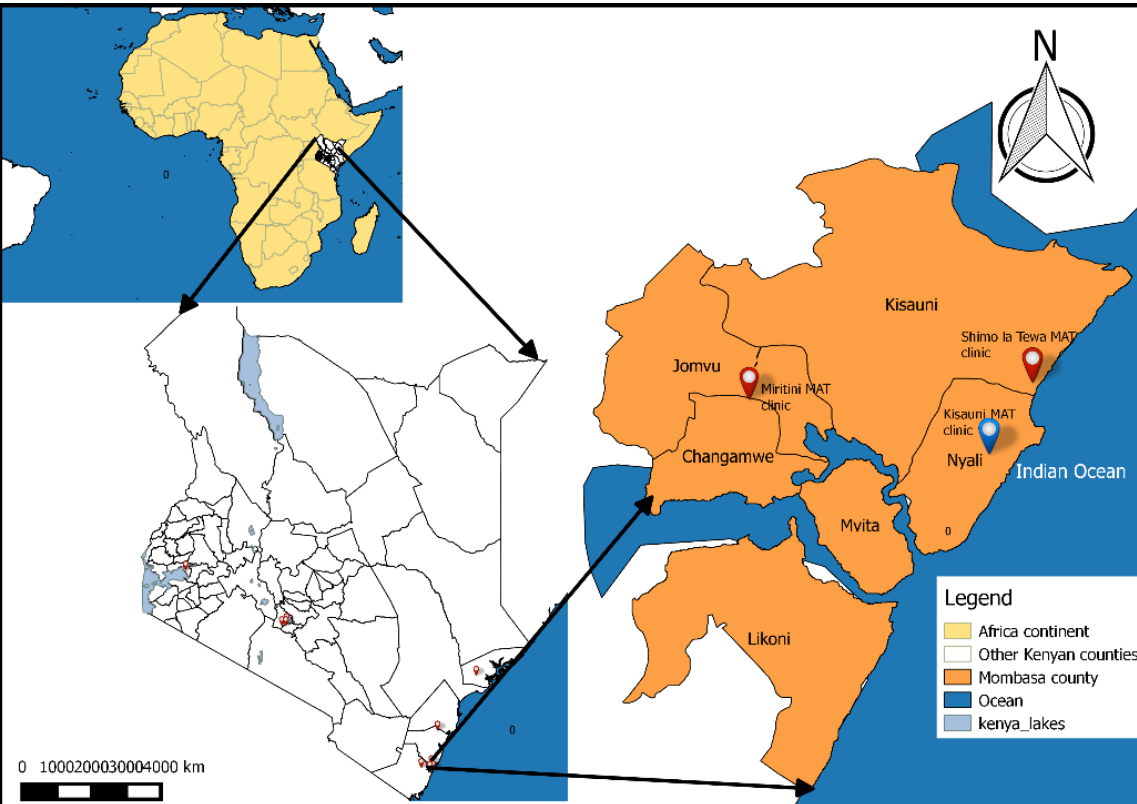 N
0
Kisauni
Shimo la Tewa MAT
clinic
Jomvu
Miritini MAT
clinic
Kisauni MAT
clinic
Changamwe
Nyali
Indian Ocean
Mvita
0
Likoni
0
Legend
Africa continent
Other Kenyan counties
Mombasa county
Ocean
kenya_lakes
0 1000200030004000 km